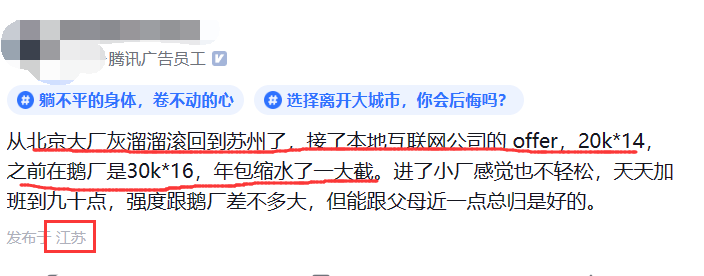 腾讯广告员工
# 躺不平的身体，卷不动的心 # 选择离开大城市，你会后悔吗？
从北京大厂灰溜溜滚回到苏州了，接了本地互联网公司的 offer，20k*14，
之前在鹅厂是30k*16，年包缩水了一大截。进了小厂感觉也不轻松，天天加
班到九十点，强度跟鹅厂差不多大，但能跟父母近一点总归是好的。
发布于 江苏